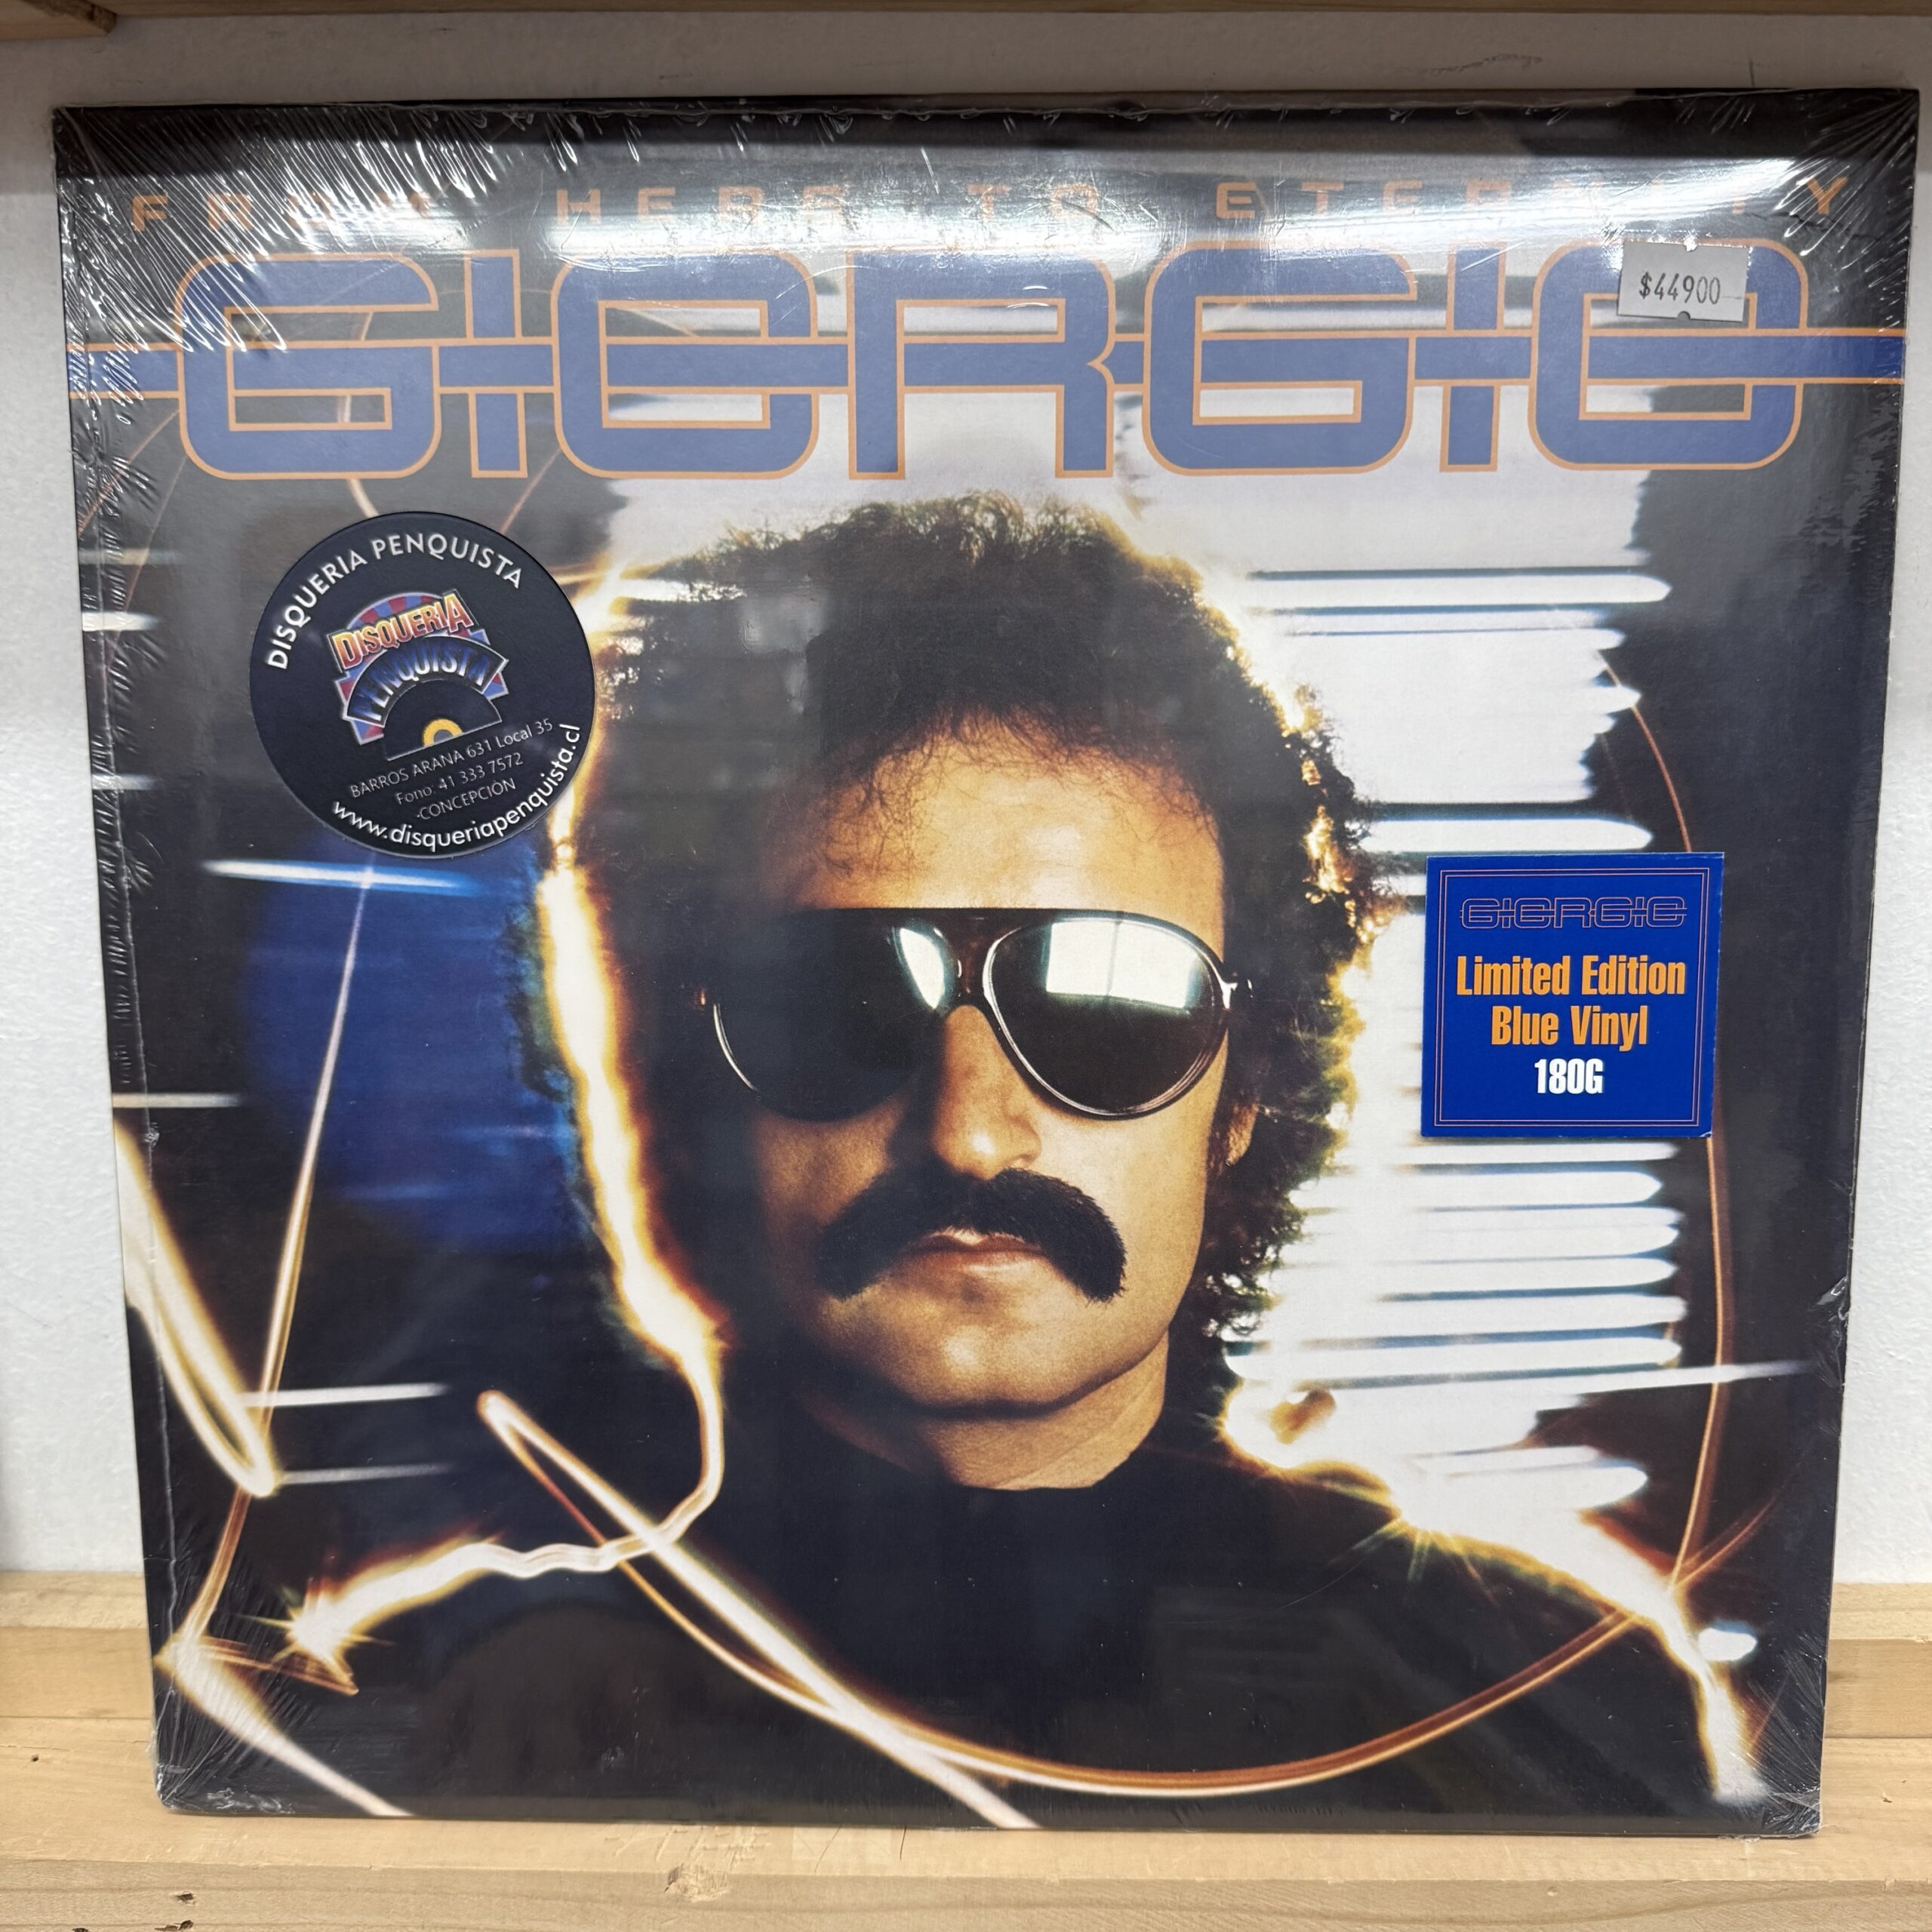 FROM HERE TO ETERNITY
GIORGIO
$44900
DISQUERIA PENQUISTA
DISQUERIA
PENQUISTA
BARROS ARANA 631 Local 35
Fono: 41 333 7572
-CONCEPCIÓN
www.disqueriapenquista.cl
GIORGIO
Limited Edition
Blue Vinyl
180G